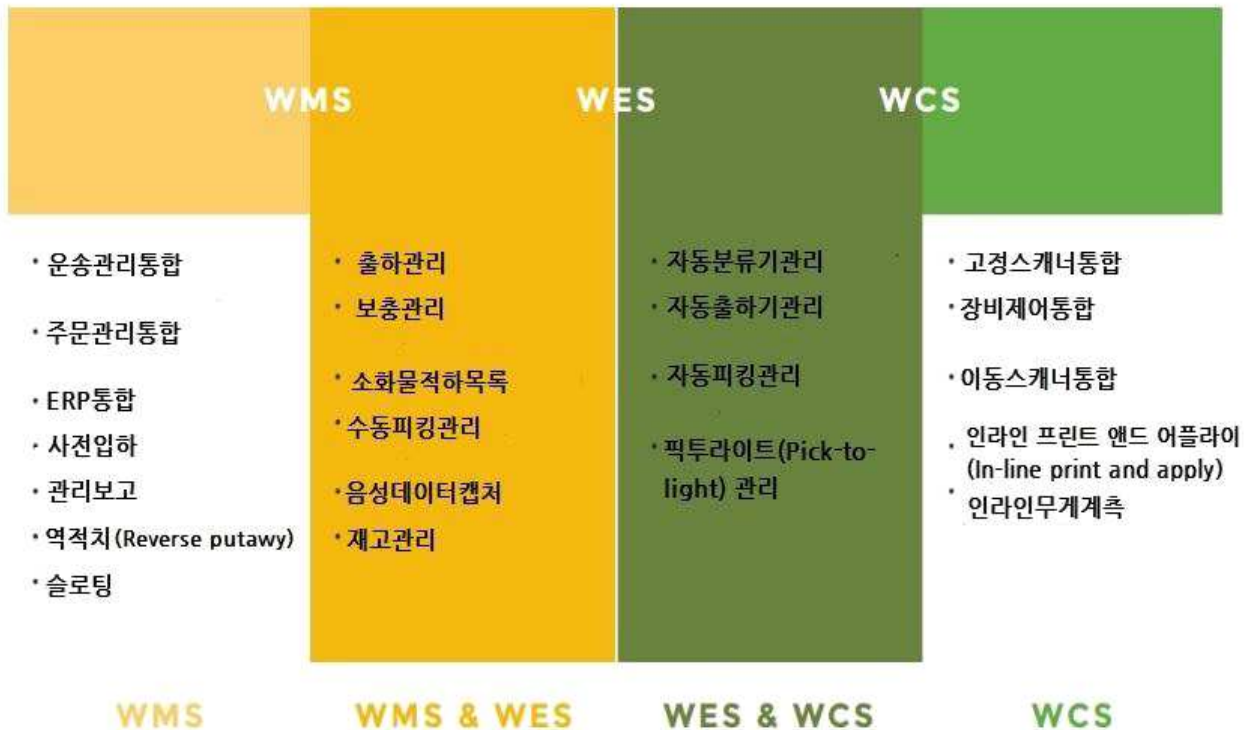 WMS
WES
WCS
· 운송관리통합
· 주문관리통합
· ERP통합
· 사전입하
· 관리보고
· 역적치(Reverse putawy)
· 슬로팅
· 출하관리
· 보충관리
· 소화물적하목록
· 수동피킹관리
· 음성데이터캡처
· 재고관리
· 자동분류기관리
· 자동출하기관리
· 자동피킹관리
· 픽투라이트(Pick-to-
light) 관리
· 고정스캐너통합
· 장비제어통합
· 이동스캐너통합
· 인라인 프린트 앤드 어플라이
(In-line print and apply)
· 인라인무게계측
WMS
WMS & WES
WES & WCS
WCS